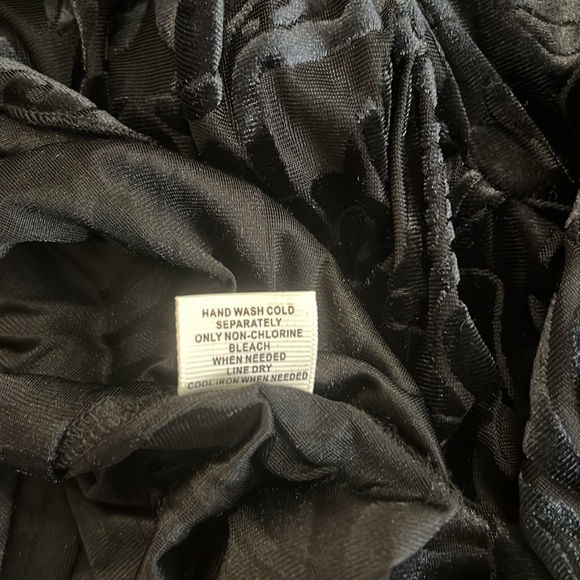 HAND WASH COLD
SEPARATELY
ONLY NON-CHLORINE
BLEACH
WHEN NEEDED
LINE DRY
COOL IRON WHEN NEEDED